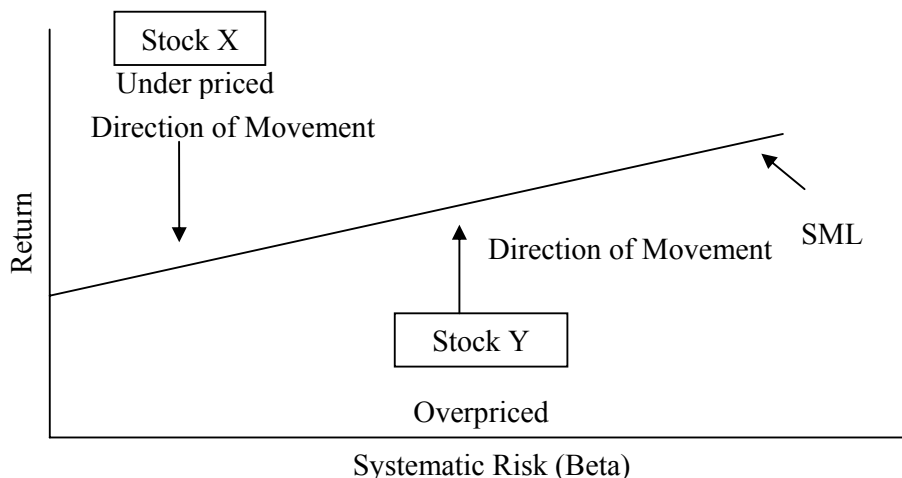 Stock X
Under priced
Direction of Movement
Return
SML
Direction of Movement
Stock Y
Overpriced
Systematic Risk (Beta)